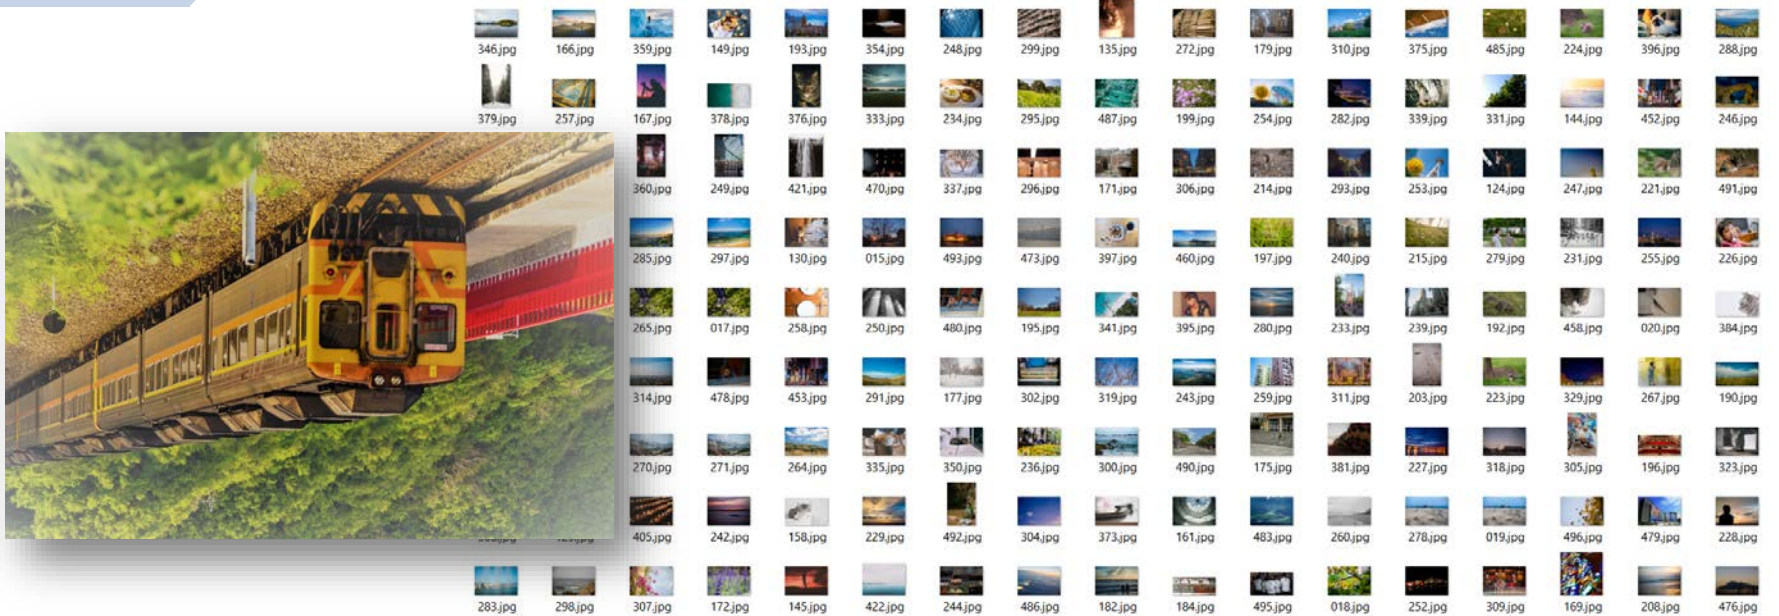 346.jpg 166.jpg 359.jpg 149.jpg 193.jpg 354.jpg 248.jpg 299.jpg 135.jpg 272.jpg 179.jpg 310.jpg 375.jpg 485.jpg 224.jpg 396.jpg 288.jpg
379.jpg 257.jpg 167.jpg 378.jpg 376.jpg 333.jpg 234.jpg 295.jpg 487.jpg 199.jpg 254.jpg 282.jpg 339.jpg 331.jpg 144.jpg 452.jpg 246.jpg
360.jpg 249.jpg 421.jpg 470.jpg 337.jpg 296.jpg 171.jpg 306.jpg 214.jpg 293.jpg 253.jpg 124.jpg 247.jpg 221.jpg 491.jpg
285.jpg 297.jpg 130.jpg 015.jpg 493.jpg 473.jpg 397.jpg 460.jpg 197.jpg 240.jpg 215.jpg 279.jpg 231.jpg 255.jpg 226.jpg
265.jpg 017.jpg 258.jpg 250.jpg 480.jpg 195.jpg 341.jpg 395.jpg 280.jpg 233.jpg 239.jpg 192.jpg 458.jpg 020.jpg 384.jpg
314.jpg 478.jpg 453.jpg 291.jpg 177.jpg 302.jpg 319.jpg 243.jpg 259.jpg 311.jpg 203.jpg 223.jpg 329.jpg 267.jpg 190.jpg
270.jpg 271.jpg 264.jpg 335.jpg 350.jpg 236.jpg 300.jpg 490.jpg 175.jpg 381.jpg 227.jpg 318.jpg 305.jpg 196.jpg 323.jpg
405.jpg 242.jpg 158.jpg 229.jpg 492.jpg 304.jpg 373.jpg 161.jpg 483.jpg 260.jpg 278.jpg 019.jpg 496.jpg 479.jpg 228.jpg
283.jpg 298.jpg 307.jpg 172.jpg 145.jpg 422.jpg 244.jpg 486.jpg 182.jpg 184.jpg 495.jpg 018.jpg 252.jpg 309.jpg 169.jpg 208.jpg 476.jpg